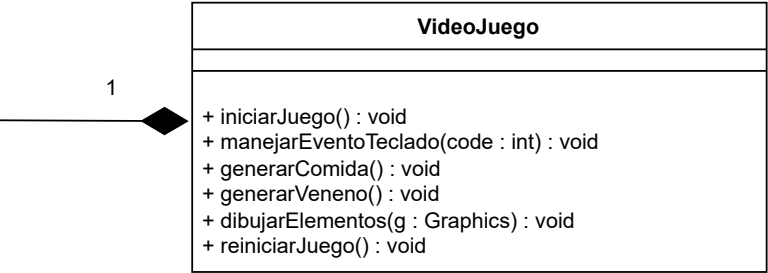 VideoJuego
1
+ iniciarJuego() : void
+ manejarEventoTeclado(code : int) : void
+ generarComida() : void
+ generarVeneno() : void
+ dibujarElementos(g : Graphics) : void
+ reiniciarJuego() : void